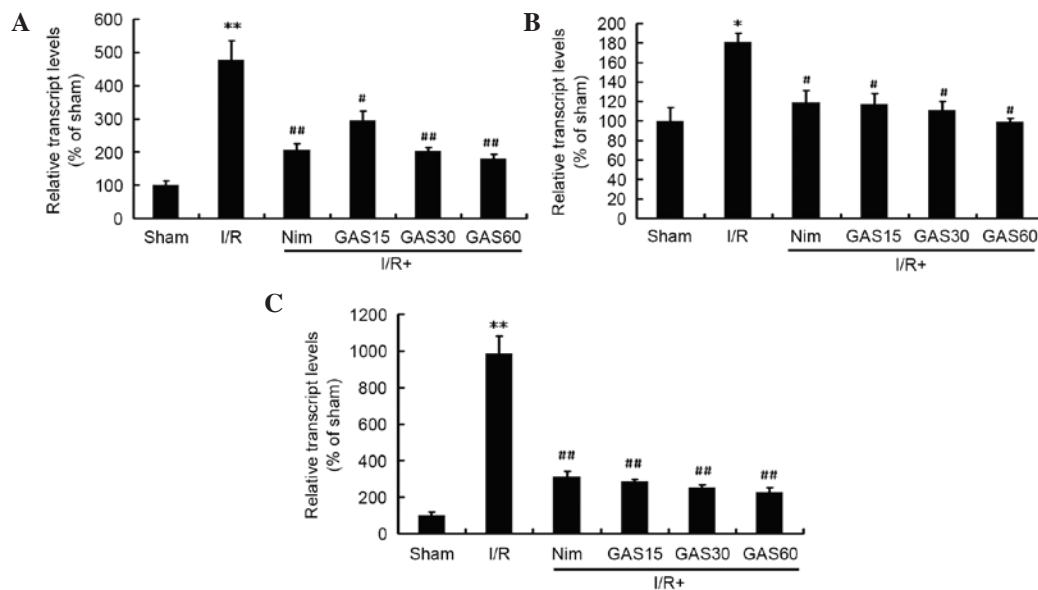 A
Relative transcript levels
(% of sham)
600
500
400
300
200
100
0
**
##
#
##
##
Sham I/R Nim GAS15 GAS30 GAS60
I/R+
B
Relative transcript levels
(% of sham)
200
180
160
140
120
100
80
60
40
20
0
*
#
#
#
#
Sham I/R Nim GAS15 GAS30 GAS60
I/R+
C
Relative transcript levels
(% of sham)
1200
1000
800
600
400
200
0
**
##
##
##
##
Sham I/R Nim GAS15 GAS30 GAS60
I/R+